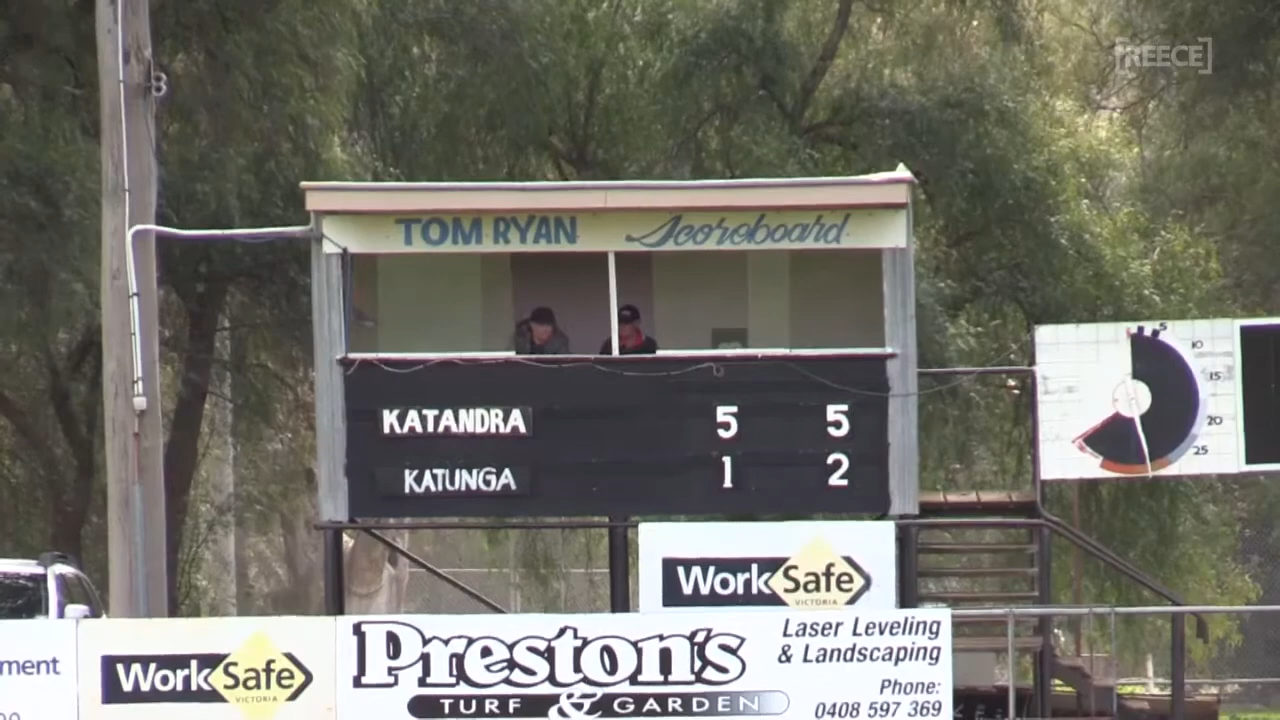 [REECE]
TOM RYAN Scoreboard
KATANDRA 5 5
KATUNGA 1 2
5
10
15
20
25
WorkSafe
VICTORIA
ment
WorkSafe
VICTORIA
Preston's
TURF & GARDEN
Laser Leveling
& Landscaping
Phone:
0408 597 369